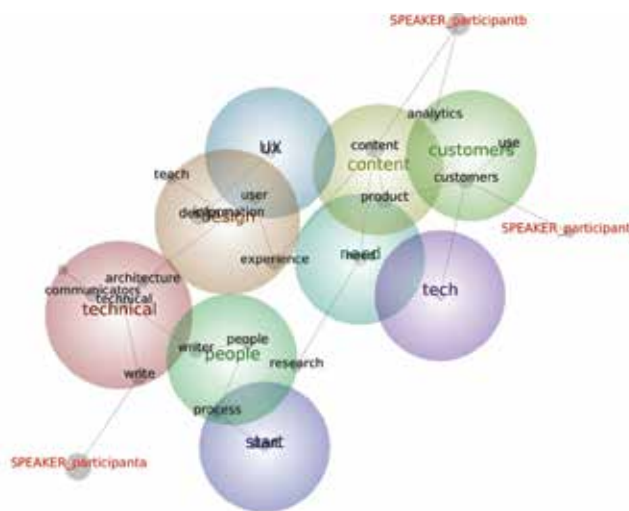 SPEAKER_participantb
analytics
UX
content
content
customers
use
teach
customers
user
product
information
design
SPEAKER_participant
experience
need
architecture
communicators
technical
technical
tech
writer
people
people
research
write
process
start
SPEAKER_participanta